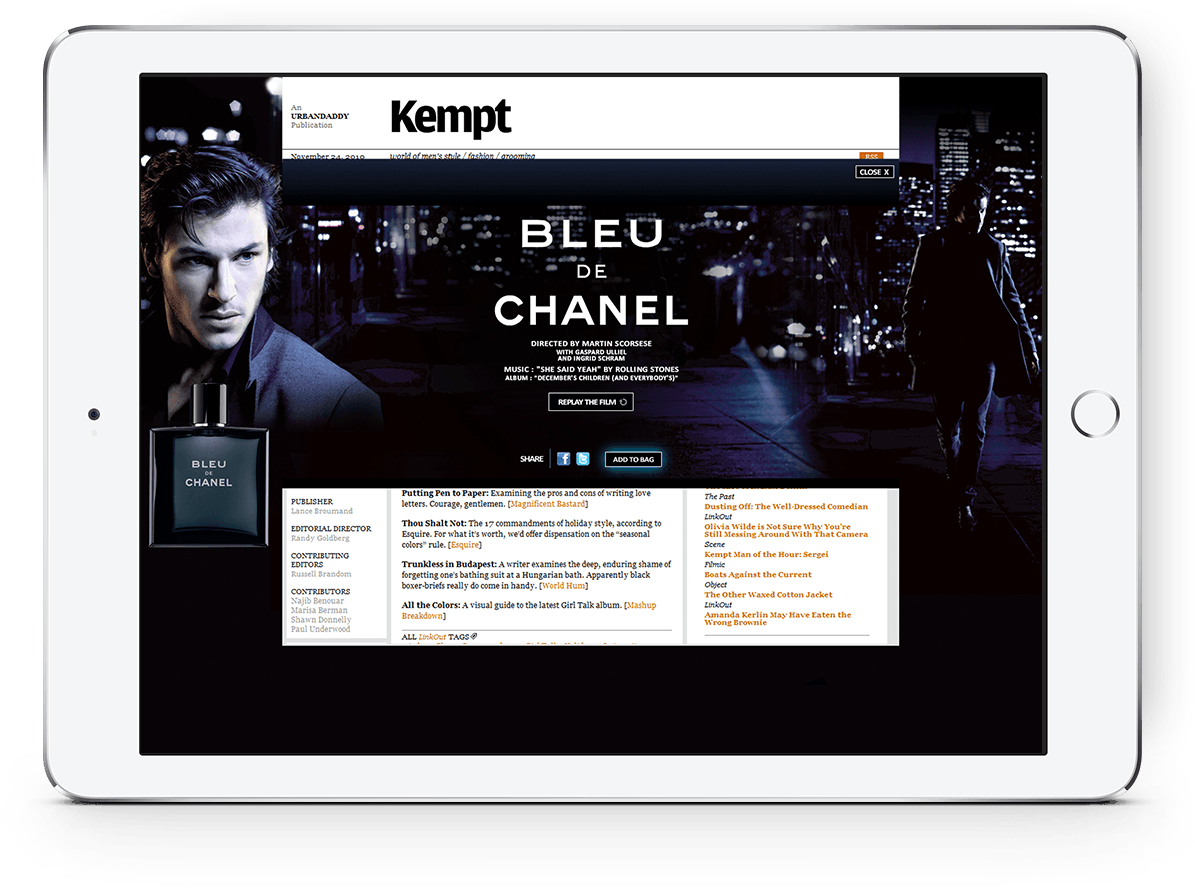 An
URBANDADDY
Publication
Kempt
November 24, 2010
world of men's style / fashion / grooming
RSS
CLOSE X
BLEU
DE
CHANEL
DIRECTED BY MARTIN SCORSESE
WITH GASPARD ULLIEL
AND INGRID SCHRAM
MUSIC : "SHE SAID YEAH" BY ROLLING STONES
ALBUM : "DECEMBER'S CHILDREN (AND EVERYBODY'S)"
REPLAY THE FILM
SHARE
ADD TO BAG
BLEU
DE
CHANEL
PUBLISHER
Lance Broumand
EDITORIAL DIRECTOR
Randy Goldberg
CONTRIBUTING
EDITORS
Russell Brandom
CONTRIBUTORS
Najib Benouar
Marisa Berman
Shawn Donnelly
Paul Underwood
Putting Pen to Paper: Examining the pros and cons of writing love
letters. Courage, gentlemen. [Magnificent Bastard]
Thou Shalt Not: The 17 commandments of holiday style, according to
Esquire. For what it's worth, we'd offer dispensation on the “seasonal
colors” rule. [Esquire]
Trunkless in Budapest: A writer examines the deep, enduring shame of
forgetting one's bathing suit at a Hungarian bath. Apparently black
boxer-briefs really do come in handy. [World Hum]
All the Colors: A visual guide to the latest Girl Talk album. [Mashup
Breakdown]
ALL LinkOut TAGS
The Past
Dusting Off: The Well-Dressed Comedian
LinkOut
Olivia Wilde is Not Sure Why You're
Still Messing Around With That Camera
Scene
Kempt Man of the Hour: Sergei
Filmic
Boats Against the Current
Object
The Other Waxed Cotton Jacket
LinkOut
Amanda Kerlin May Have Eaten the
Wrong Brownie